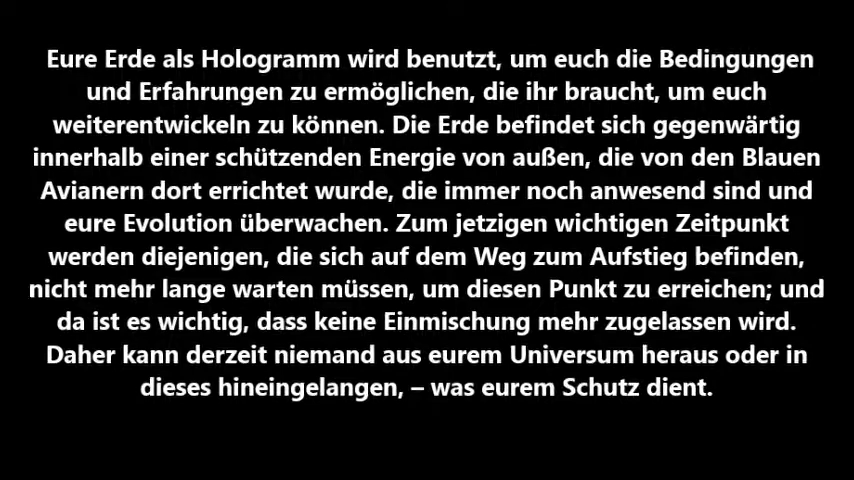 Eure Erde als Hologramm wird benutzt, um euch die Bedingungen
und Erfahrungen zu ermöglichen, die ihr braucht, um euch
weiterentwickeln zu können. Die Erde befindet sich gegenwärtig
innerhalb einer schützenden Energie von außen, die von den Blauen
Avianern dort errichtet wurde, die immer noch anwesend sind und
eure Evolution überwachen. Zum jetzigen wichtigen Zeitpunkt
werden diejenigen, die sich auf dem Weg zum Aufstieg befinden,
nicht mehr lange warten müssen, um diesen Punkt zu erreichen; und
da ist es wichtig, dass keine Einmischung mehr zugelassen wird.
Daher kann derzeit niemand aus eurem Universum heraus oder in
dieses hineingelangen, – was eurem Schutz dient.